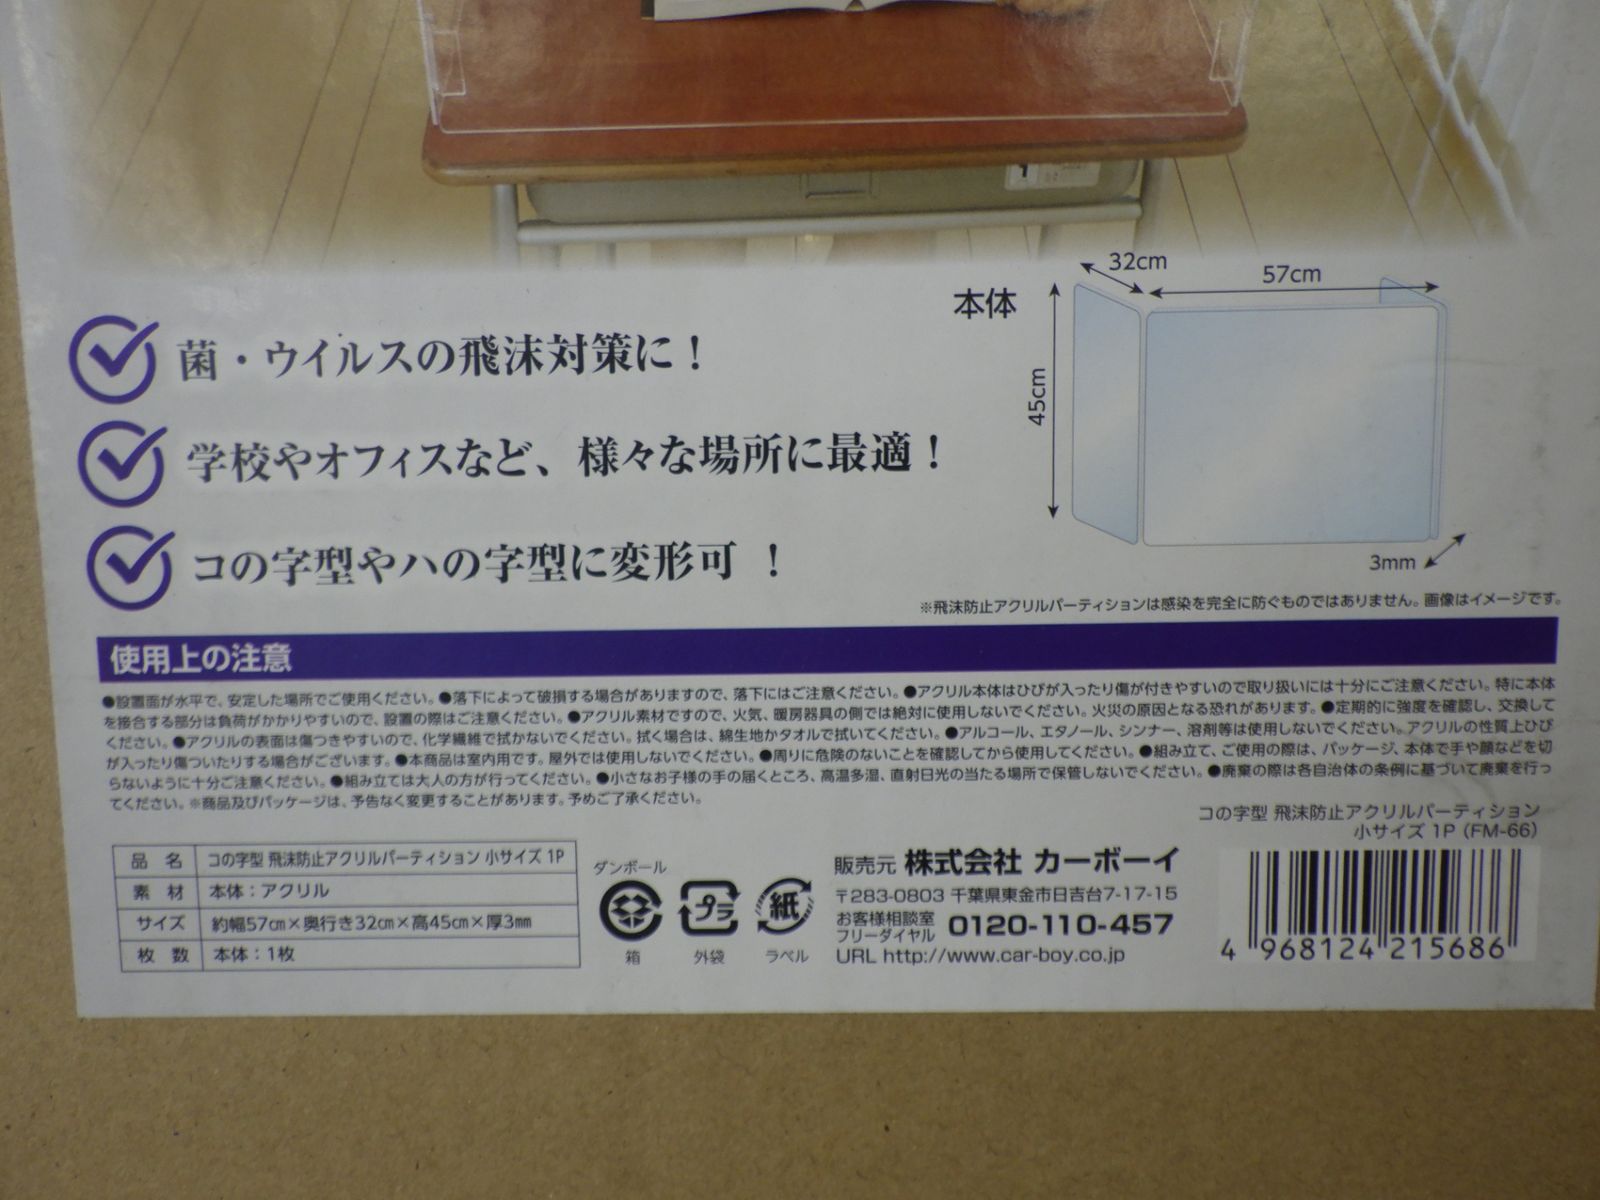 本体
32cm
57cm
45cm
3mm
菌・ウイルスの飛沫対策に！
学校やオフィスなど、様々な場所に最適！
コの字型やハの字型に変形可 ！
※飛沫防止アクリルパーティションは感染を完全に防ぐものではありません。画像はイメージです。
使用上の注意
●設置面が水平で、安定した場所でご使用ください。●落下によって破損する場合がありますので、落下にはご注意ください。●アクリル本体はひびが入ったり傷が付きやすいので取り扱いには十分にご注意ください。特に本体
を接合する部分は負荷がかかりやすいので、設置の際はご注意ください。●アクリル素材ですので、火気、暖房器具の側では絶対に使用しないでください。火災の原因となる恐れがあります。●定期的に強度を確認し、交換して
ください。●アクリルの表面は傷つきやすいので、化学繊維で拭かないでください。拭く場合は、綿生地かタオルで拭いてください。●アルコール、エタノール、シンナー、溶剤等は使用しないでください。アクリルの性質上ひび
が入ったり傷ついたりする場合がございます。●本商品は室内用です。屋外では使用しないでください。●周りに危険のないことを確認してから使用してください。●組み立て、ご使用の際は、パッケージ、本体で手や顔などを切
らないように十分ご注意ください。●組み立ては大人の方が行ってください。●小さなお子様の手の届くところ、高温多湿、直射日光の当たる場所で保管しないでください。●廃棄の際は各自治体の条例に基づいて廃棄を行っ
てください。※商品及びパッケージは、予告なく変更することがあります。予めご了承ください。
コの字型 飛沫防止アクリルパーティション
小サイズ 1P（FM-66）
品 名 コの字型 飛沫防止アクリルパーティション 小サイズ 1P
素 材 本体：アクリル
サイズ 約幅57cm×奥行き32cm×高45cm×厚3mm
枚 数 本体：1枚
ダンボール
箱
プラ
外袋
紙
ラベル
販売元 株式会社 カーボーイ
〒283-0803 千葉県東金市日吉台7-17-15
お客様相談室
フリーダイヤル 0120-110-457
URL http://www.car-boy.co.jp
4 968124 215686